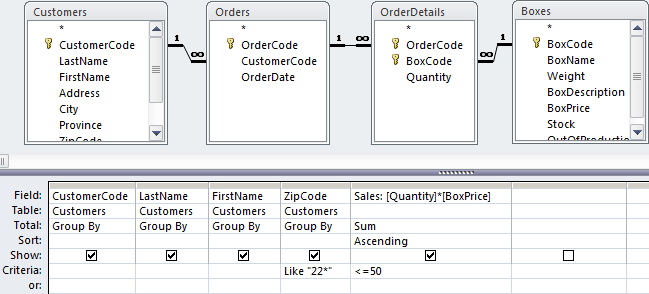 Customers Orders OrderDetails Boxes
*
CustomerCode
LastName
FirstName
Address
City
Province
ZipCode
1
∞
*
OrderCode
CustomerCode
OrderDate
1
∞
*
OrderCode
BoxCode
Quantity
∞
1
*
BoxCode
BoxName
Weight
BoxDescription
BoxPrice
Stock
OutOfProductio
Field: CustomerCode LastName FirstName ZipCode Sales: [Quantity]*[BoxPrice]
Table: Customers Customers Customers Customers
Total: Group By Group By Group By Group By Sum
Sort: Ascending
Show:
Criteria: Like "22*" <=50
or: